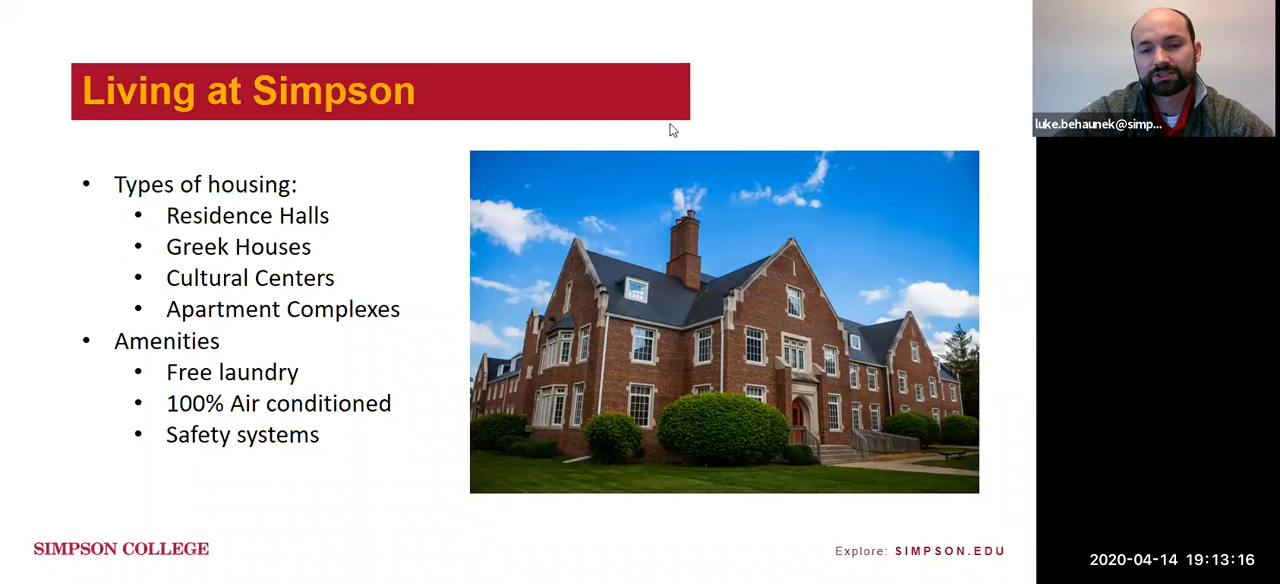 Living at Simpson
luke.behaunek@simp...
• Types of housing:
• Residence Halls
• Greek Houses
• Cultural Centers
• Apartment Complexes
• Amenities
• Free laundry
• 100% Air conditioned
• Safety systems
SIMPSON COLLEGE
Explore: SIMPSON.EDU
2020-04-14 19:13:16